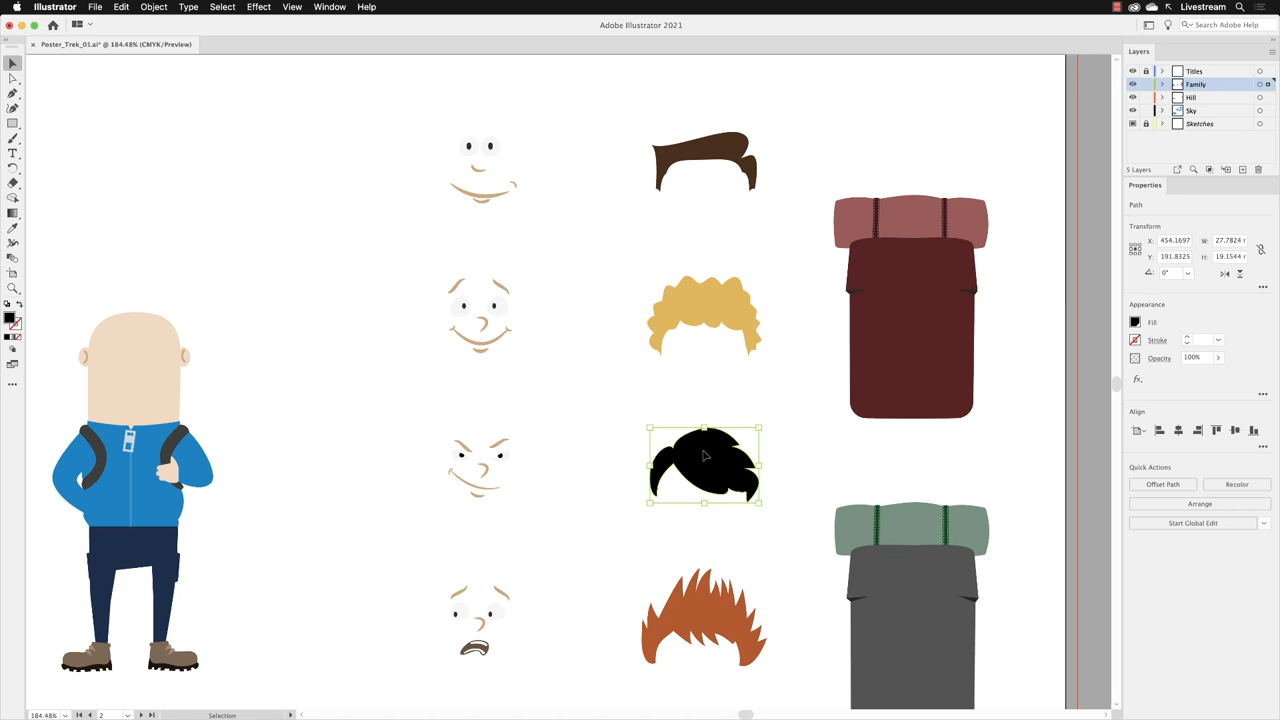 Illustrator File Edit Object Type Select Effect View Window Help Livestream
Adobe Illustrator 2021 Search Adobe Help
× Poster_Trek_01.ai* @ 184.48% (CMYK/Preview)
Layers
Titles
Family
Hill
Sky
Sketches
5 Layers
Properties
Path
Transform
X: 454.1697 W: 27.7824 r
Y: 191.8325 H: 19.1544 r
0°
Appearance
Fill
Stroke
Opacity 100%
fx
Align
Quick Actions
Offset Path Recolor
Arrange
Start Global Edit
184.48% 2 Selection